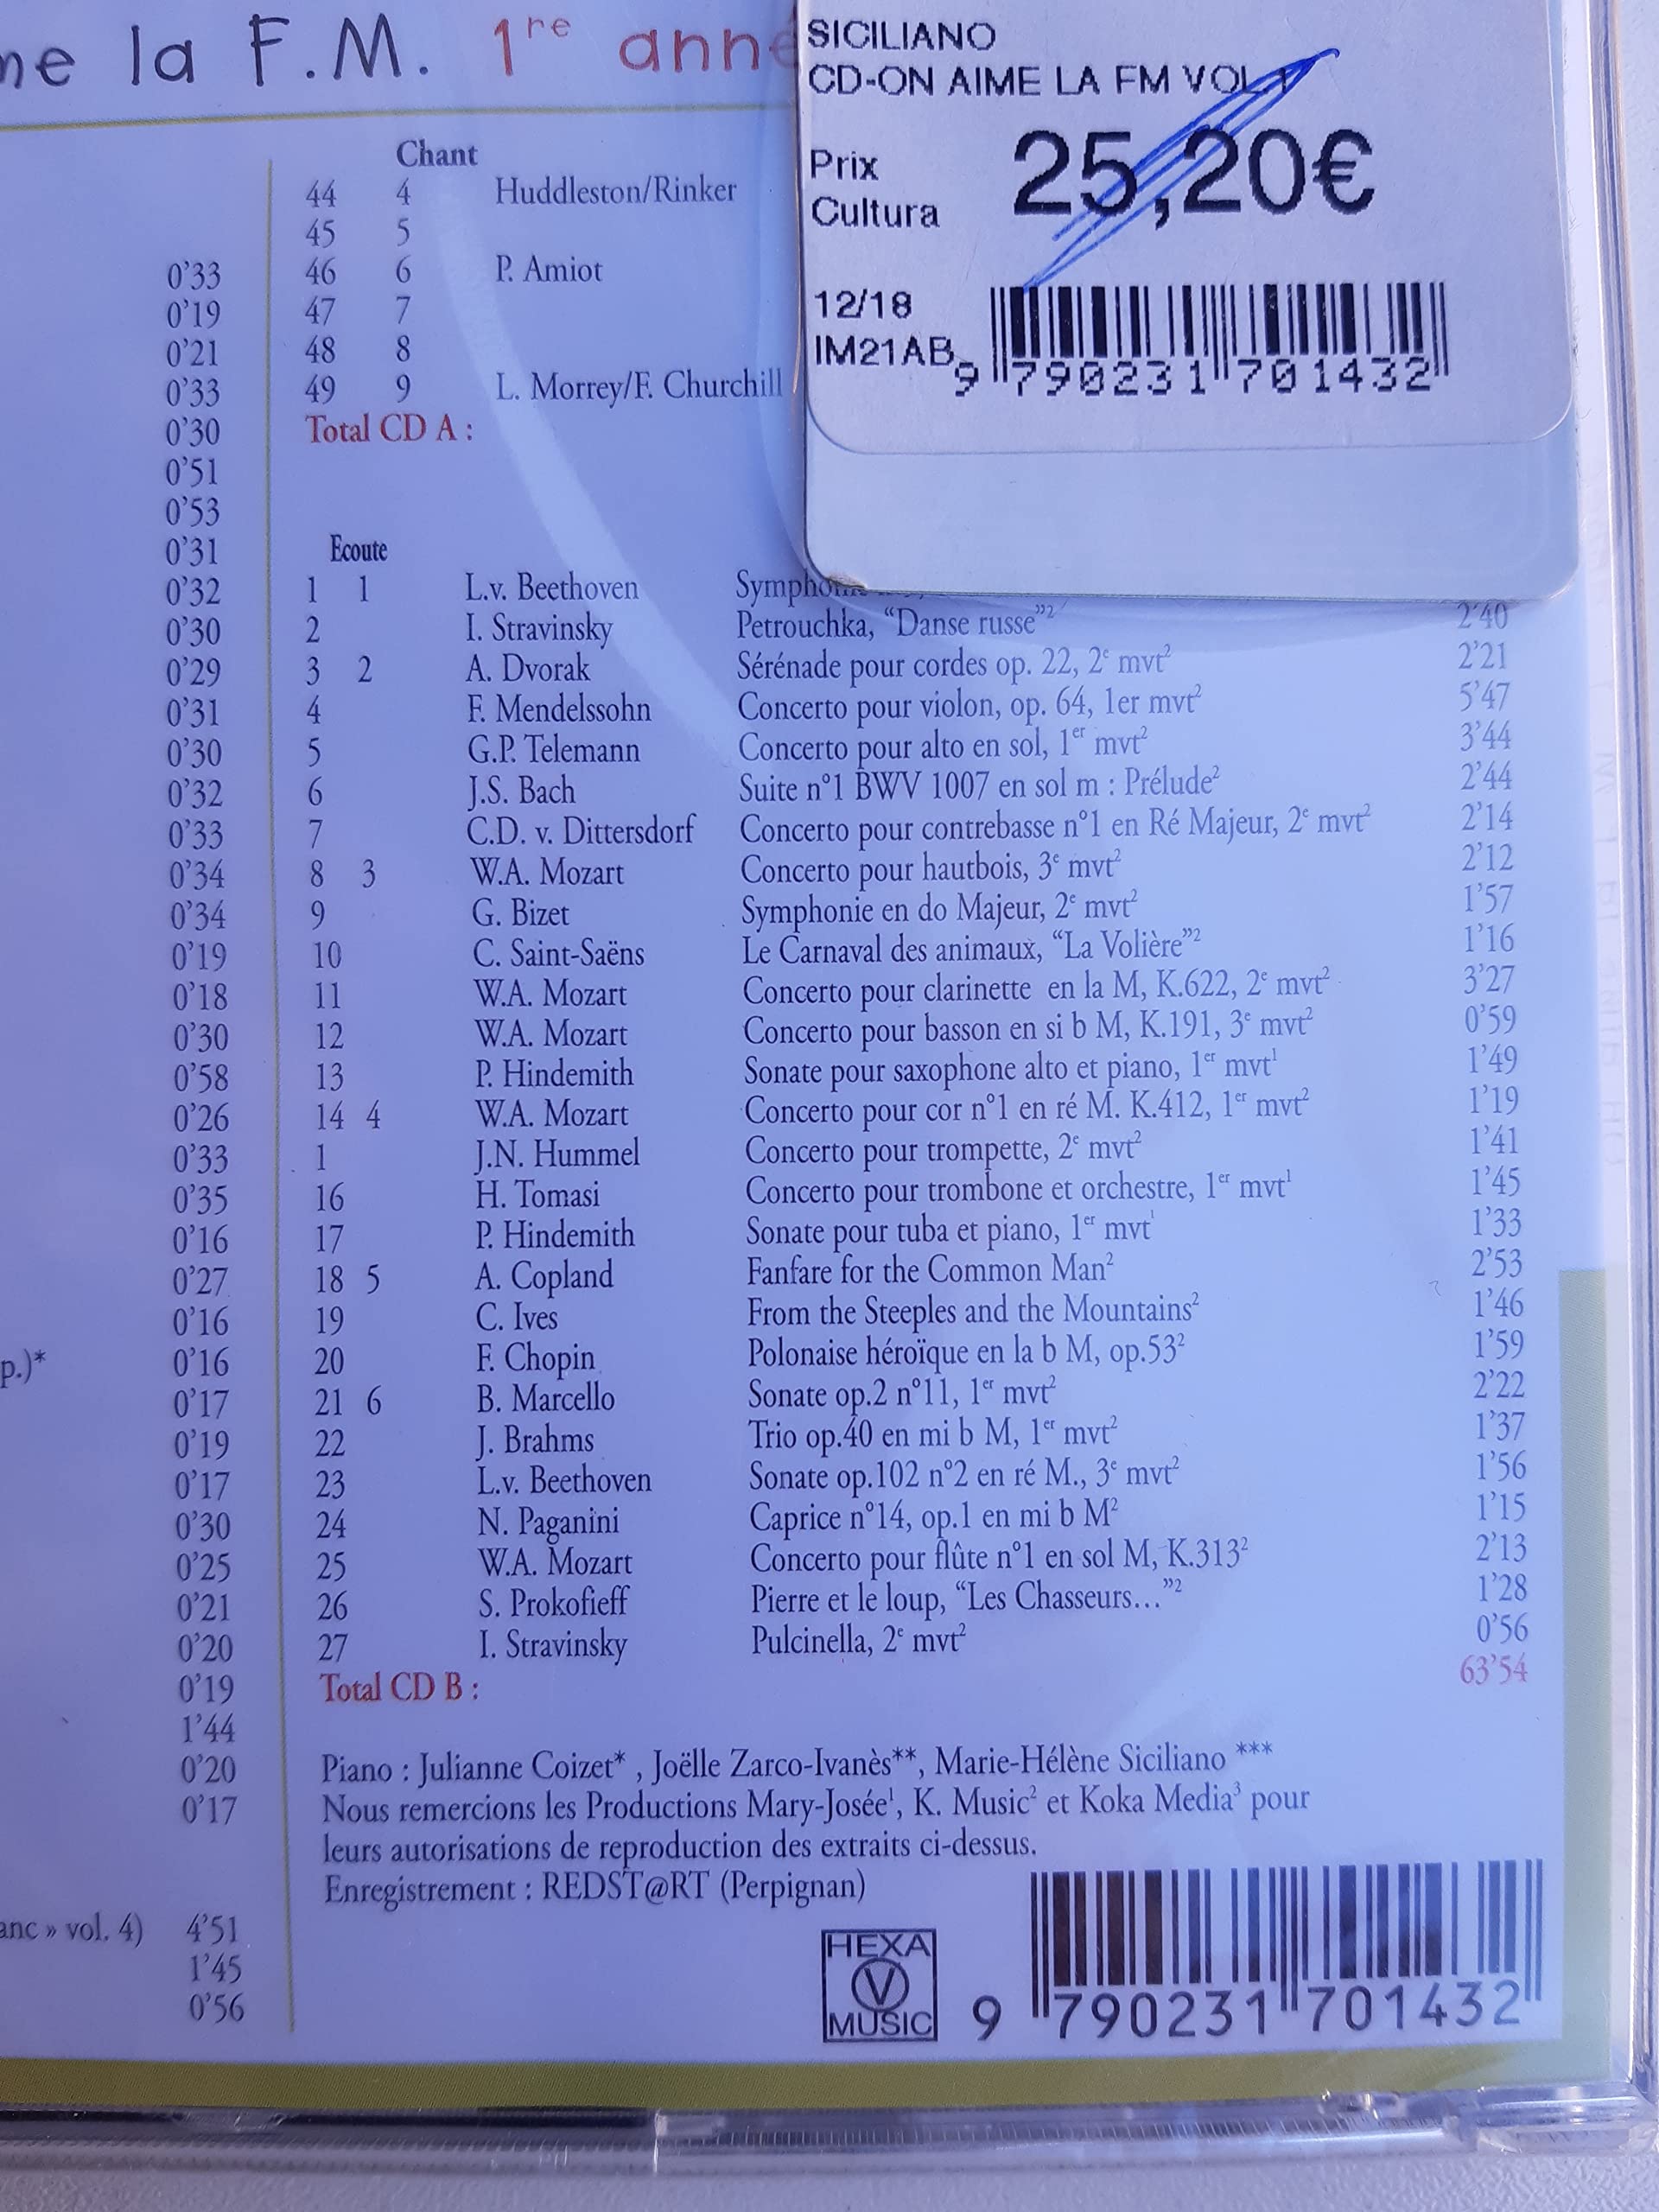 la F.M. 1re
SICILIANO
CD-ON AIME LA FM VOL
Prix
Cultura
25,20€
12/18
IM21AB
9 790231 701432
0'33
0'19
0'21
0'33
0'30
0'51
0'53
0'31
0'32
0'30
0'29
0'31
0'30
0'32
0'33
0'34
0'34
0'19
0'18
0'30
0'58
0'26
0'33
0'35
0'16
0'27
0'16
p.)* 0'16
0'17
0'19
0'17
0'30
0'25
0'21
0'20
0'19
1'44
0'20
0'17
» vol. 4) 4'51
1'45
0'56
Chant
44 4 Huddleston/Rinker
45 5
46 6 P. Amiot
47 7
48 8
49 9 L. Morrey/F. Churchill
Total CD A :
Ecoute
1 1 L.v. Beethoven
2 I. Stravinsky Petrouchka, “Danse russe”2 2'40
3 2 A. Dvorak Sérénade pour cordes op. 22, 2e mvt2 2'21
4 F. Mendelssohn Concerto pour violon, op. 64, 1er mvt2 5'47
5 G.P. Telemann Concerto pour alto en sol, 1er mvt2 3'44
6 J.S. Bach Suite n°1 BWV 1007 en sol m : Prélude2 2'44
7 C.D. v. Dittersdorf Concerto pour contrebasse n°1 en Ré Majeur, 2e mvt2 2'14
8 3 W.A. Mozart Concerto pour hautbois, 3e mvt2 2'12
9 G. Bizet Symphonie en do Majeur, 2e mvt2 1'57
10 C. Saint-Saëns Le Carnaval des animaux, “La Volière”2 1'16
11 W.A. Mozart Concerto pour clarinette en la M, K.622, 2e mvt2 3'27
12 W.A. Mozart Concerto pour basson en si b M, K.191, 3e mvt2 0'59
13 P. Hindemith Sonate pour saxophone alto et piano, 1er mvt1 1'49
14 4 W.A. Mozart Concerto pour cor n°1 en ré M. K.412, 1er mvt2 1'19
1 J.N. Hummel Concerto pour trompette, 2e mvt2 1'41
16 H. Tomasi Concerto pour trombone et orchestre, 1er mvt1 1'45
17 P. Hindemith Sonate pour tuba et piano, 1er mvt1 1'33
18 5 A. Copland Fanfare for the Common Man2 2'53
19 C. Ives From the Steeples and the Mountains2 1'46
20 F. Chopin Polonaise héroïque en la b M, op.532 1'59
21 6 B. Marcello Sonate op.2 n°11, 1er mvt2 2'22
22 J. Brahms Trio op.40 en mi b M, 1er mvt2 1'37
23 L.v. Beethoven Sonate op.102 n°2 en ré M., 3e mvt2 1'56
24 N. Paganini Caprice n°14, op.1 en mi b M2 1'15
25 W.A. Mozart Concerto pour flûte n°1 en sol M, K.3132 2'13
26 S. Prokofieff Pierre et le loup, “Les Chasseurs…”2 1'28
27 I. Stravinsky Pulcinella, 2e mvt2 0'56
Total CD B : 63'54
Piano : Julianne Coizet* , Joëlle Zarco-Ivanès**, Marie-Hélène Siciliano ***
Nous remercions les Productions Mary-Josée1, K. Music2 et Koka Media3 pour
leurs autorisations de reproduction des extraits ci-dessus.
Enregistrement : REDST@RT (Perpignan)
HEXA
V
MUSIC
9 790231 701432